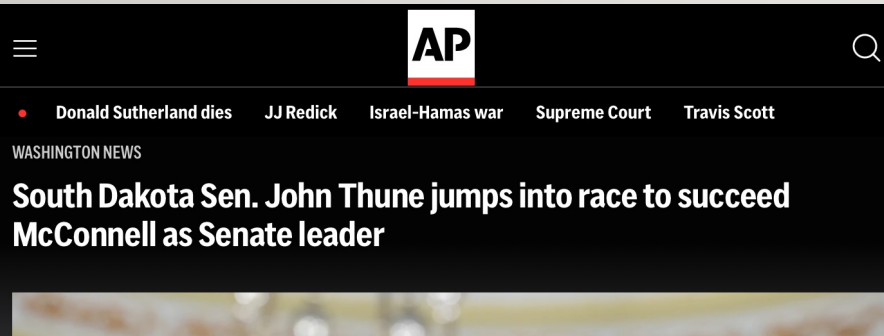 AP
Donald Sutherland dies JJ Redick Israel-Hamas war Supreme Court Travis Scott
WASHINGTON NEWS
South Dakota Sen. John Thune jumps into race to succeed
McConnell as Senate leader